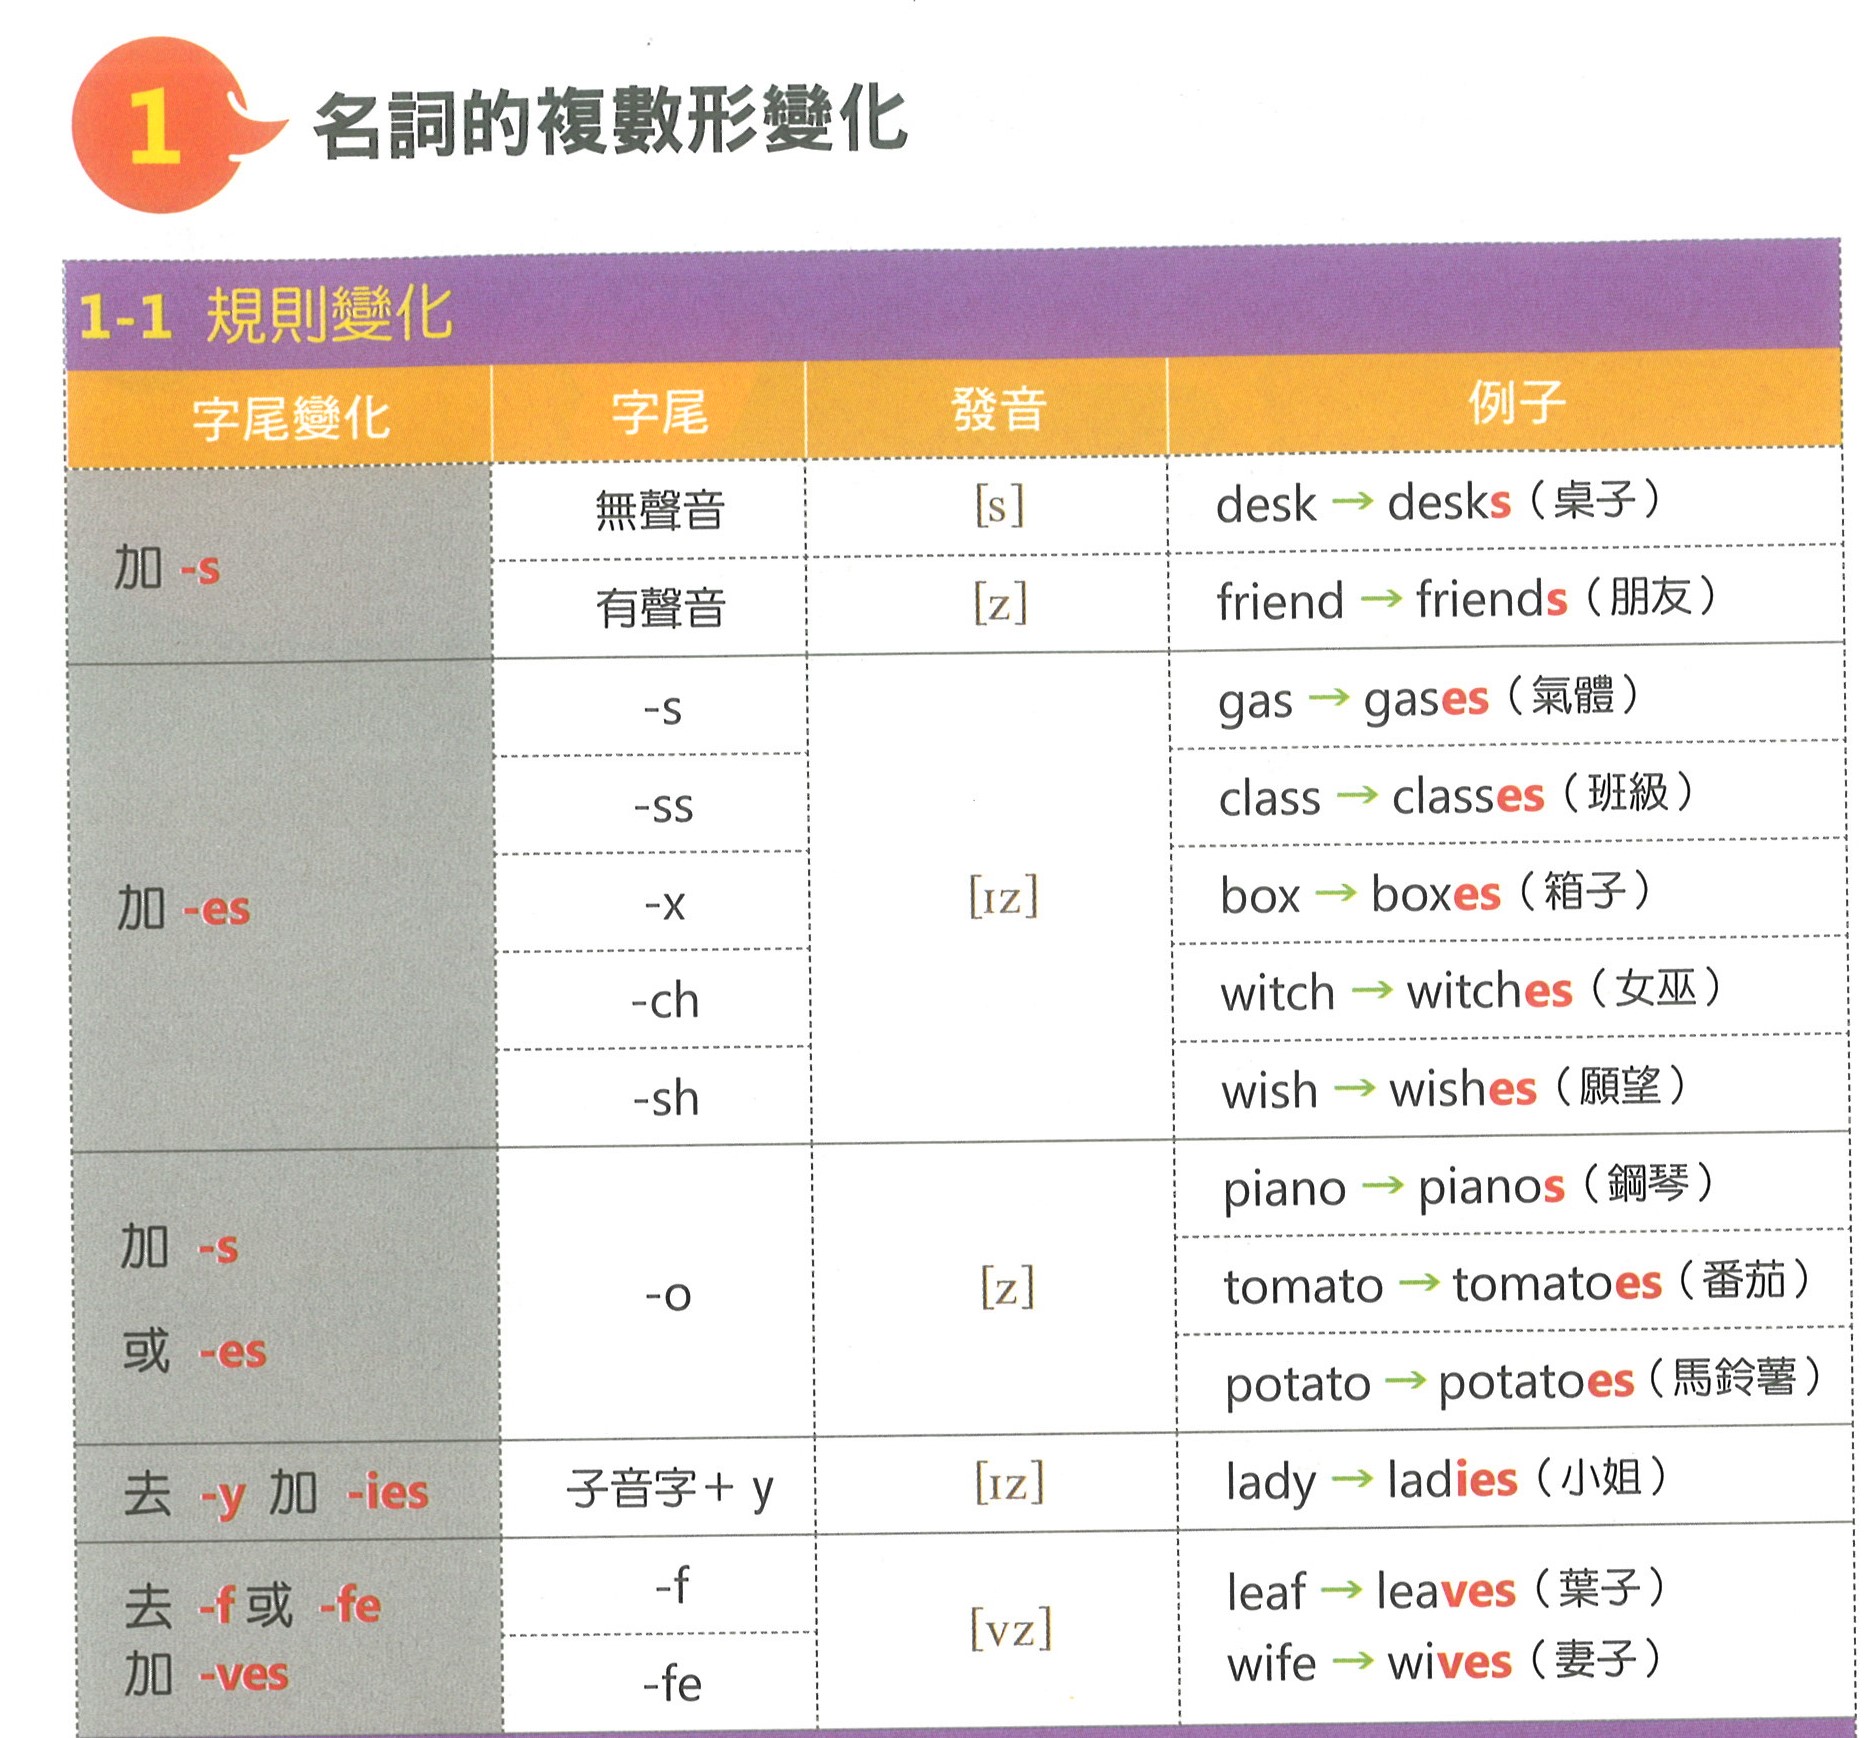 1 名詞的複數形變化
1-1 規則變化
字尾變化 字尾 發音 例子
加 -s 無聲音 [s] desk → desks（桌子）
有聲音 [z] friend → friends（朋友）
加 -es -s [ɪz] gas → gases（氣體）
-ss class → classes（班級）
-x box → boxes（箱子）
-ch witch → witches（女巫）
-sh wish → wishes（願望）
加 -s 或 -es -o [z] piano → pianos（鋼琴）
tomato → tomatoes（番茄）
potato → potatoes（馬鈴薯）
去 -y 加 -ies 子音字＋ y [ɪz] lady → ladies（小姐）
去 -f 或 -fe 加 -ves -f [vz] leaf → leaves（葉子）
-fe wife → wives（妻子）